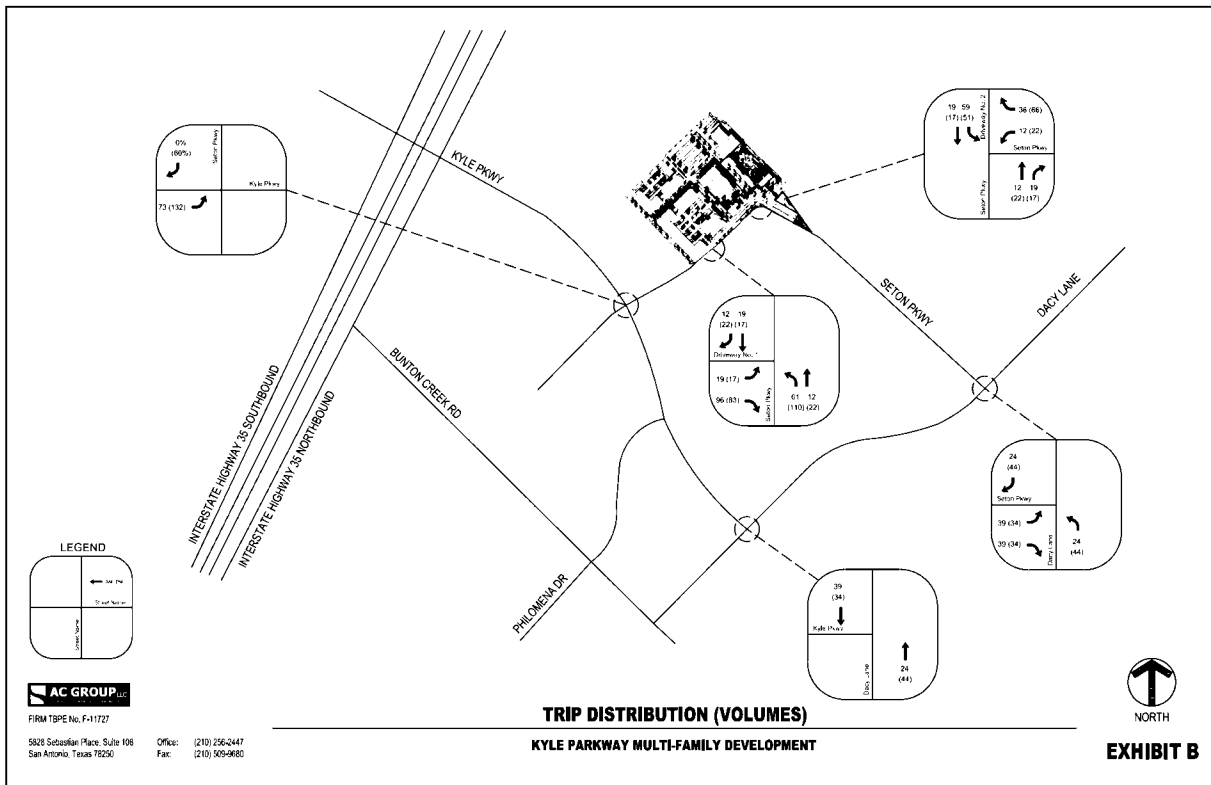 0%
(60%)
Seton Pkwy
Kyle Pkwy
73 (132)
KYLE PKWY
19 59
(17) (51)
Driveway No. 2
36 (66)
12 (22)
Seton Pkwy
Seton Pkwy
12 19
(22) (17)
SETON PKWY
DACY LANE
12 19
(22) (17)
Driveway No. 1
19 (17)
96 (83)
Seton Pkwy
61 12
(110) (22)
BUNTON CREEK RD
INTERSTATE HIGHWAY 35 SOUTHBOUND
INTERSTATE HIGHWAY 35 NORTHBOUND
24
(44)
Seton Pkwy
39 (34)
39 (34)
Dacy Lane
24
(44)
PHILOMENA DR
39
(34)
Kyle Pkwy
Dacy Lane
24
(44)
LEGEND
Street Name
Street Name
AC GROUP LLC
FIRM TBPE No. F-11727
5828 Sebastian Place, Suite 106
San Antonio, Texas 78250
Office: (210) 256-2447
Fax: (210) 509-9680
TRIP DISTRIBUTION (VOLUMES)
KYLE PARKWAY MULTI-FAMILY DEVELOPMENT
NORTH
EXHIBIT B